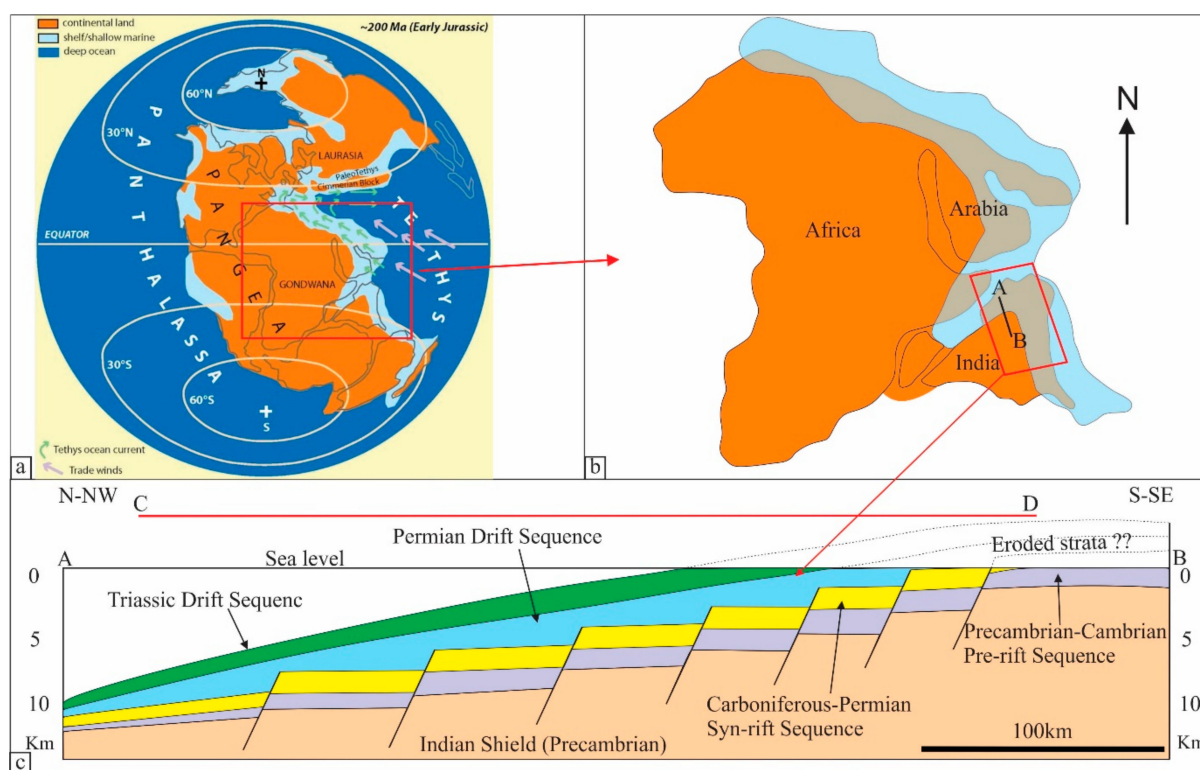 continental land
shelf/shallow marine
deep ocean
~200 Ma (Early Jurassic)
N
60°N
30°N
PANTHALASSA
LAURASIA
PaleoTethys
Cimmerian Block
PANGEA
TETHYS
EQUATOR
GONDWANA
30°S
60°S
S
Tethys ocean current
Trade winds
a
N
Africa
Arabia
A
B
India
b
N-NW
C
D
S-SE
Permian Drift Sequence
A
Sea level
Eroded strata ??
B
0
0
Triassic Drift Sequenc
5
5
Precambrian-Cambrian
Pre-rift Sequence
Carboniferous-Permian
Syn-rift Sequence
10
10
100km
Km
Indian Shield (Precambrian)
Km
c